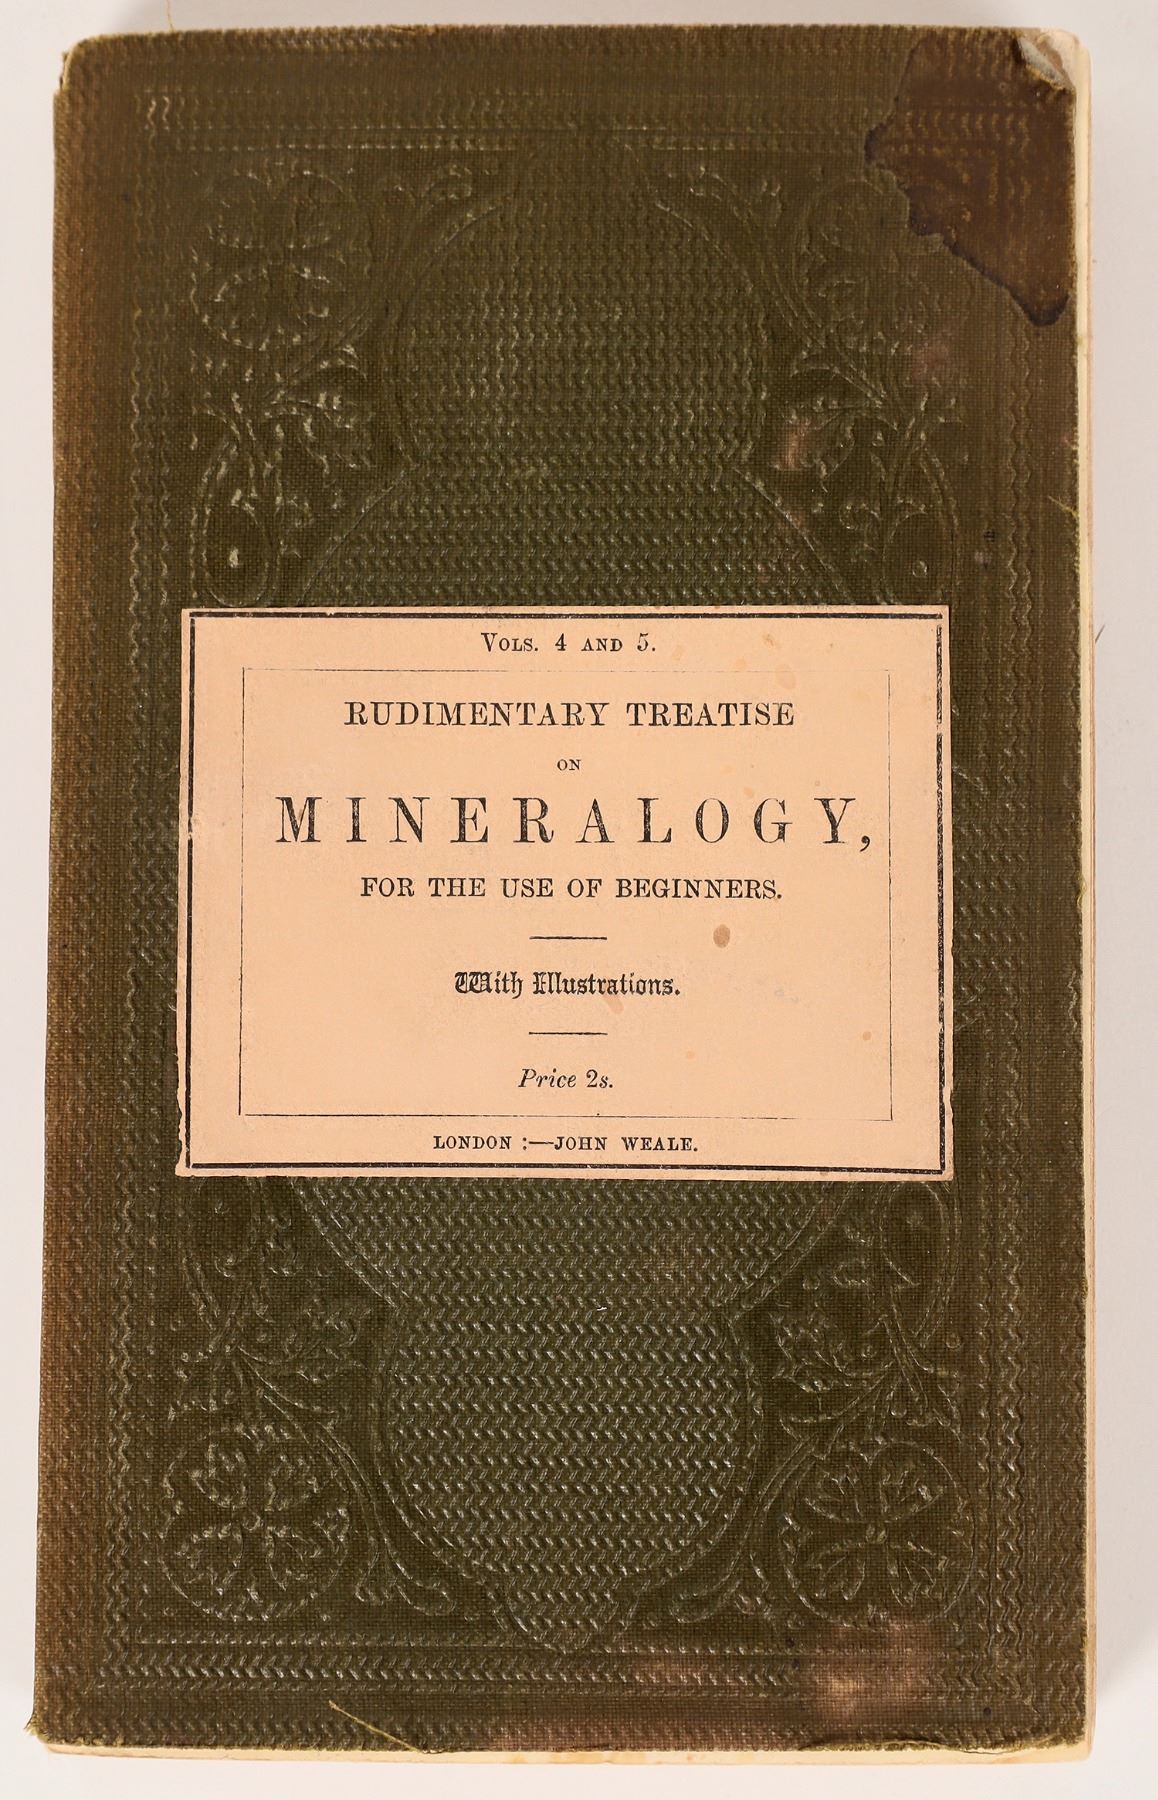 VOLS. 4 AND 5.
RUDIMENTARY TREATISE
ON
MINERALOGY,
FOR THE USE OF BEGINNERS.
With Illustrations.
Price 2s.
LONDON :—JOHN WEALE.